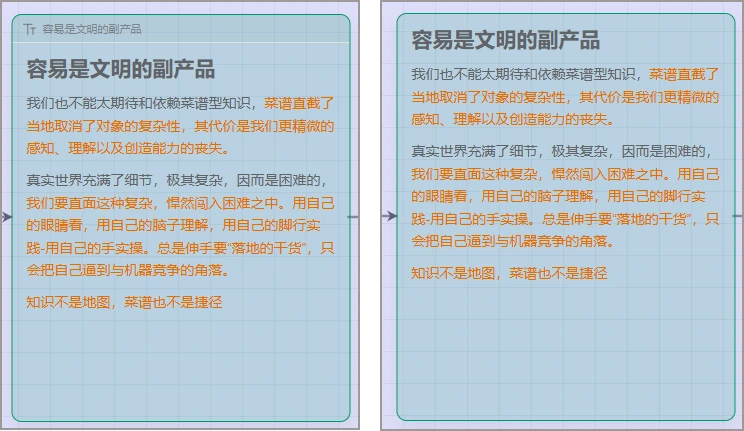 容易是文明的副产品
容易是文明的副产品
我们也不能太期待和依赖菜谱型知识，菜谱直截了
当地取消了对象的复杂性，其代价是我们更精微的
感知、理解以及创造能力的丧失。
真实世界充满了细节，极其复杂，因而是困难的，
我们要直面这种复杂，悍然闯入困难之中。用自己
的眼睛看，用自己的脑子理解，用自己的脚行实
践-用自己的手实操。总是伸手要“落地的干货”，只
会把自己逼到与机器竞争的角落。
知识不是地图，菜谱也不是捷径
容易是文明的副产品
我们也不能太期待和依赖菜谱型知识，菜谱直截了
当地取消了对象的复杂性，其代价是我们更精微的
感知、理解以及创造能力的丧失。
真实世界充满了细节，极其复杂，因而是困难的，
我们要直面这种复杂，悍然闯入困难之中。用自己
的眼睛看，用自己的脑子理解，用自己的脚行实
践-用自己的手实操。总是伸手要“落地的干货”，只
会把自己逼到与机器竞争的角落。
知识不是地图，菜谱也不是捷径